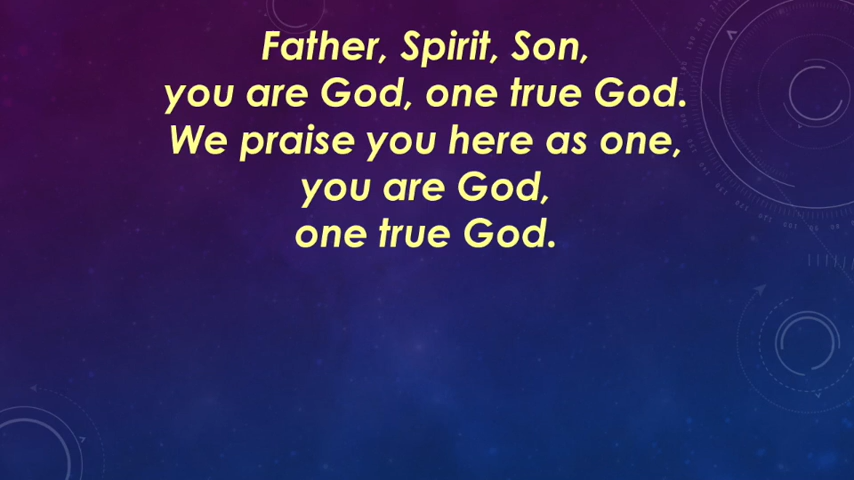 Father, Spirit, Son,
you are God, one true God.
We praise you here as one,
you are God,
one true God.